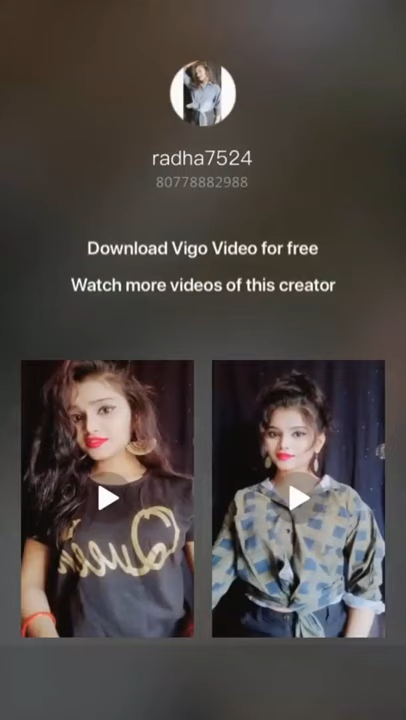 radha7524
80778882988
Download Vigo Video for free
Watch more videos of this creator
Queen